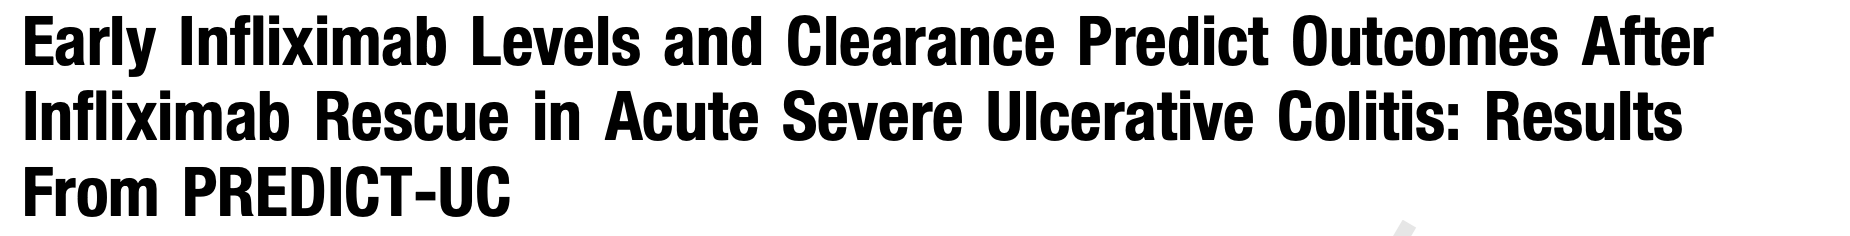 Early Infliximab Levels and Clearance Predict Outcomes After
Infliximab Rescue in Acute Severe Ulcerative Colitis: Results
From PREDICT-UC